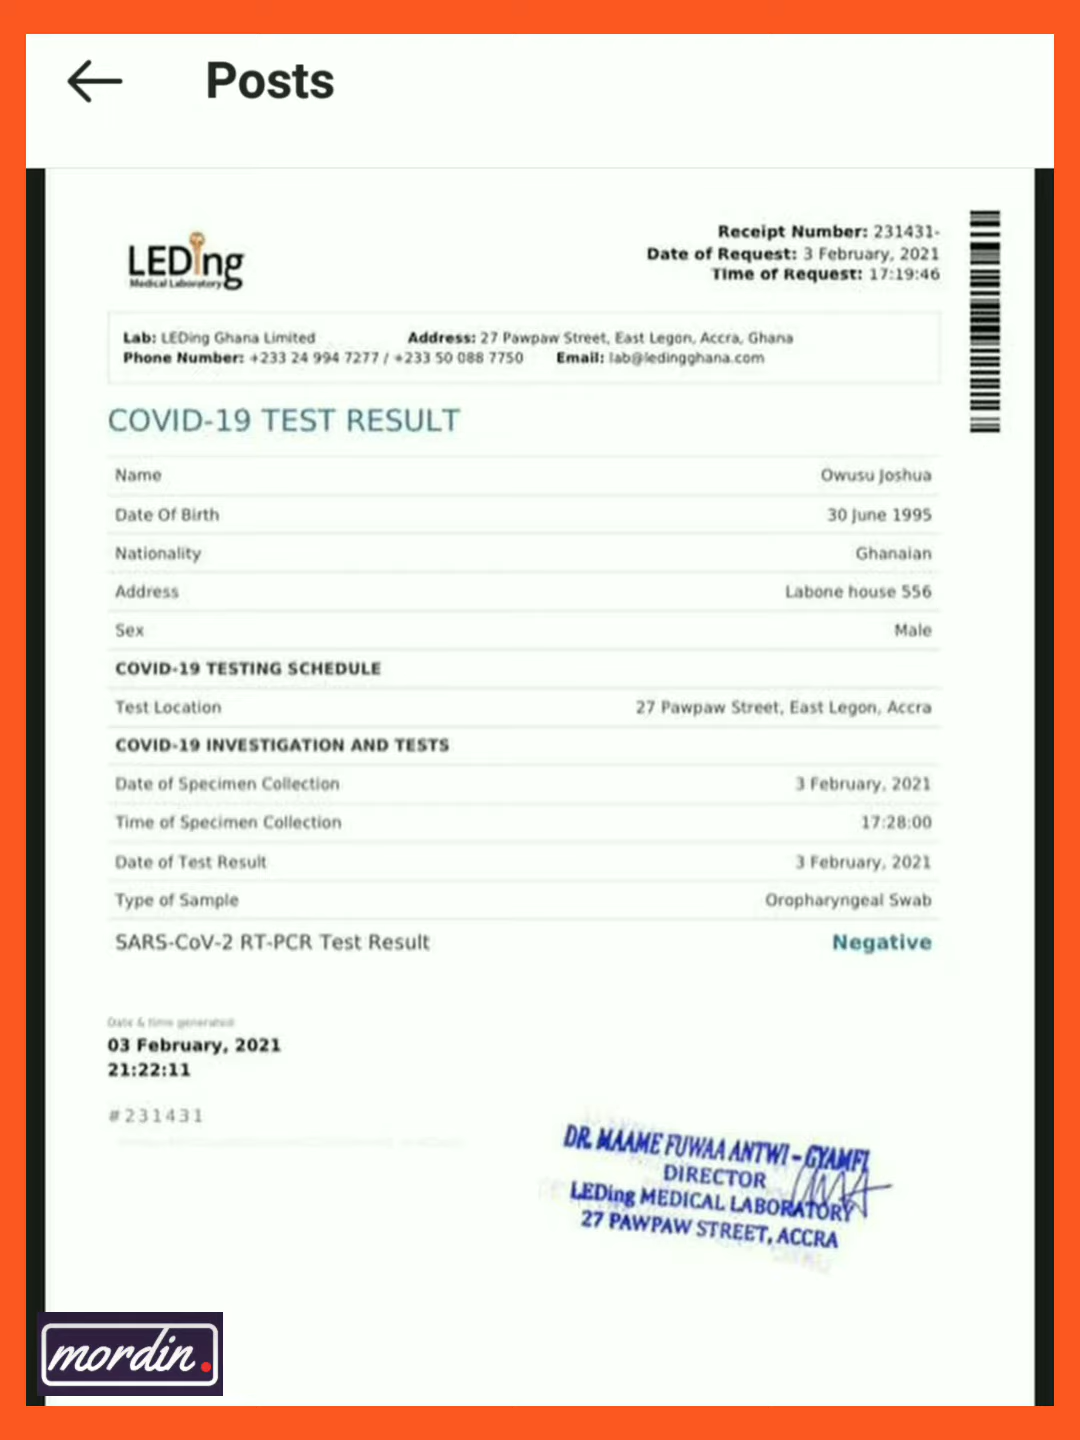 Posts
LEDing
Medical Laboratory
Receipt Number: 231431-
Date of Request: 3 February, 2021
Time of Request: 17:19:46
Lab: LEDing Ghana Limited Address: 27 Pawpaw Street, East Legon, Accra, Ghana
Phone Number: +233 24 994 7277 / +233 50 088 7750 Email: lab@ledingghana.com
COVID-19 TEST RESULT
Name Owusu Joshua
Date Of Birth 30 June 1995
Nationality Ghanaian
Address Labone house 556
Sex Male
COVID-19 TESTING SCHEDULE
Test Location 27 Pawpaw Street, East Legon, Accra
COVID-19 INVESTIGATION AND TESTS
Date of Specimen Collection 3 February, 2021
Time of Specimen Collection 17:28:00
Date of Test Result 3 February, 2021
Type of Sample Oropharyngeal Swab
SARS-CoV-2 RT-PCR Test Result Negative
Date & time generated
03 February, 2021
21:22:11
#231431
DR. MAAME FUWAA ANTWI - GYAMFI
DIRECTOR
LEDing MEDICAL LABORATORY
27 PAWPAW STREET, ACCRA
mordin.